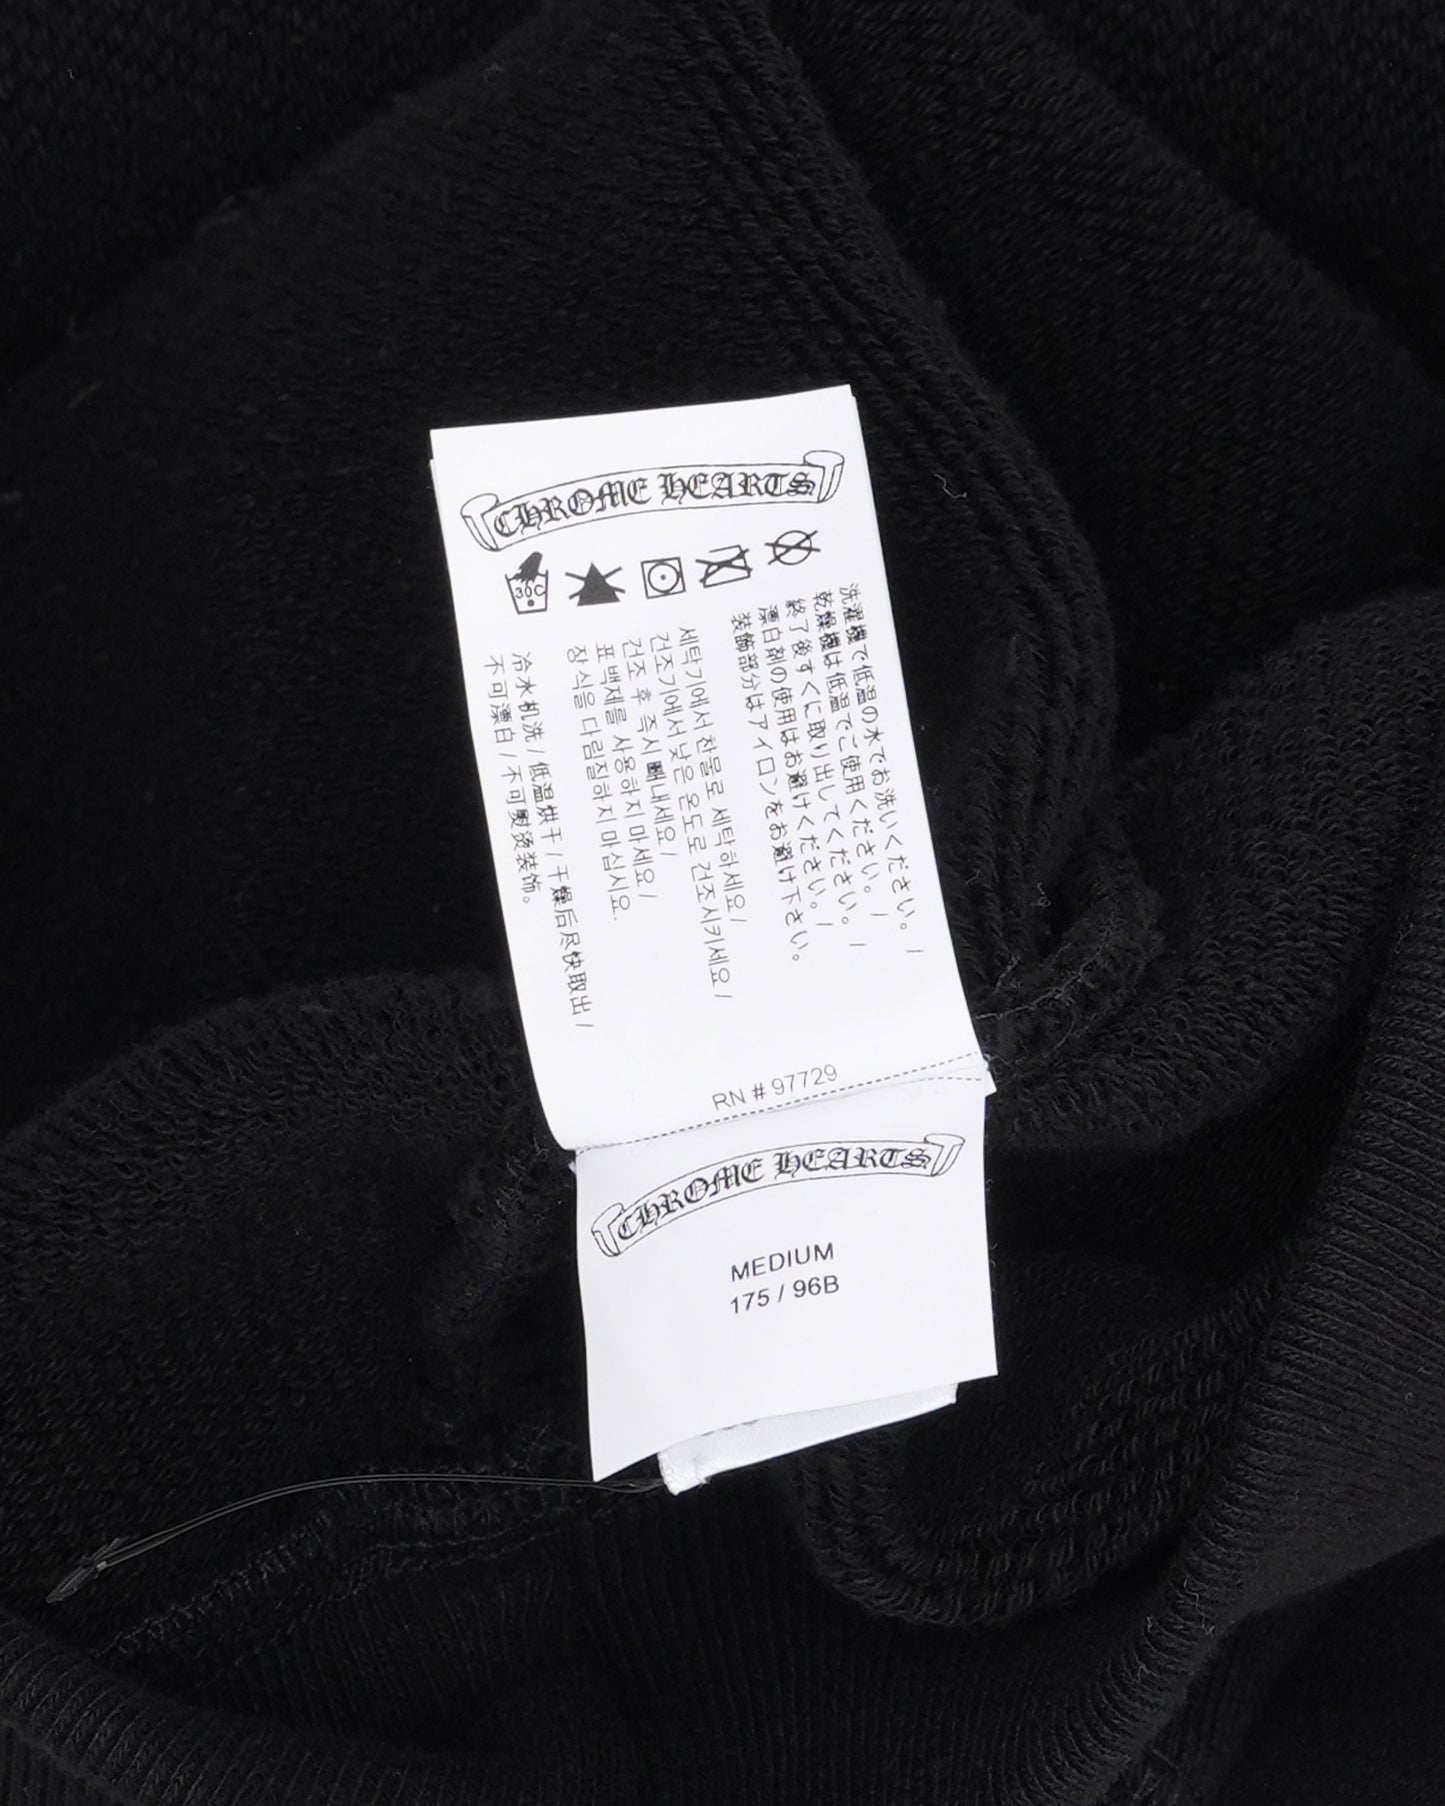 CHROME HEARTS
30C
洗濯機で低温の水でお洗いください。/
乾燥機は低温でご使用ください。/
終了後すぐに取り出してください。/
漂白剤の使用はお避けください。/
装飾部分はアイロンをお避け下さい。
세탁기에서 찬물로 세탁하세요/
건조기에서 낮은 온도로 건조시키세요/
건조 후 즉시 빼내세요/
표백제를 사용하지 마세요/
장식을 다림질하지 마십시요.
冷水机洗/低温烘干/干燥后尽快取出/
不可漂白/不可熨烫装饰。
RN # 97729
CHROME HEARTS
MEDIUM
175 / 96B